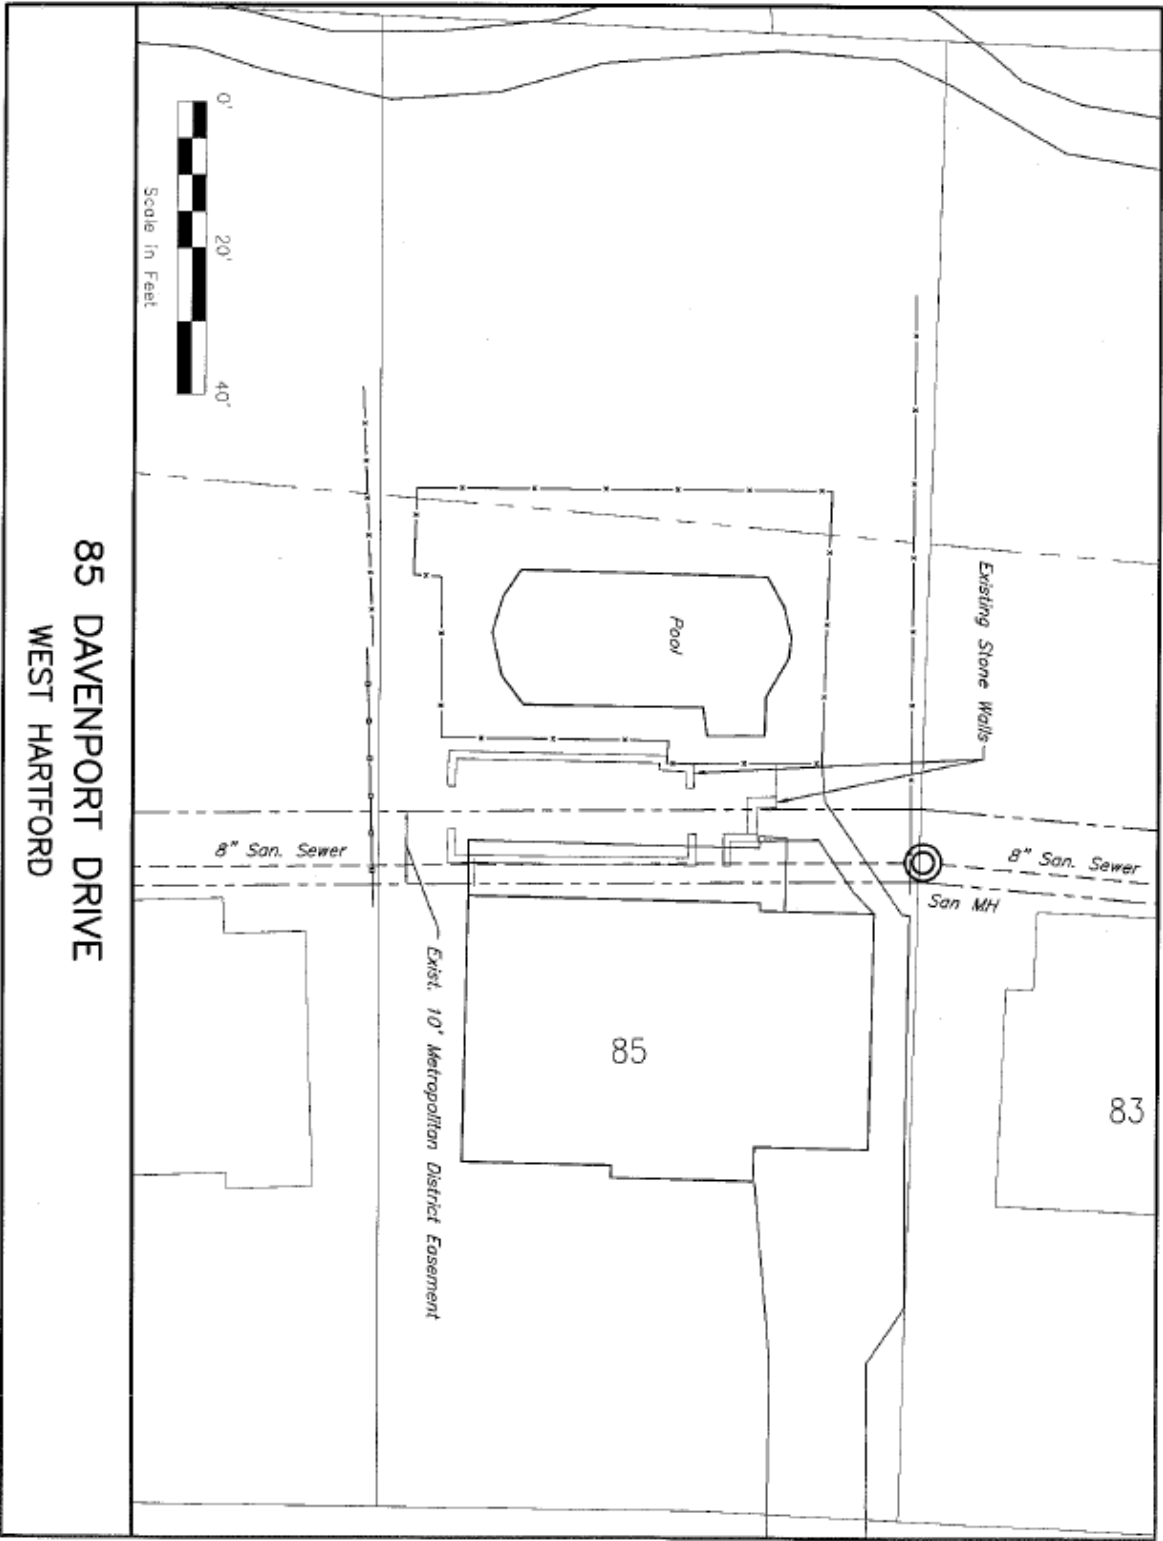 0'
20'
40'
Scale in Feet
Existing Stone Walls
Pool
8" San. Sewer
8" San. Sewer
San MH
Exist. 10' Metropolitan District Easement
85
83
85 DAVENPORT DRIVE
WEST HARTFORD